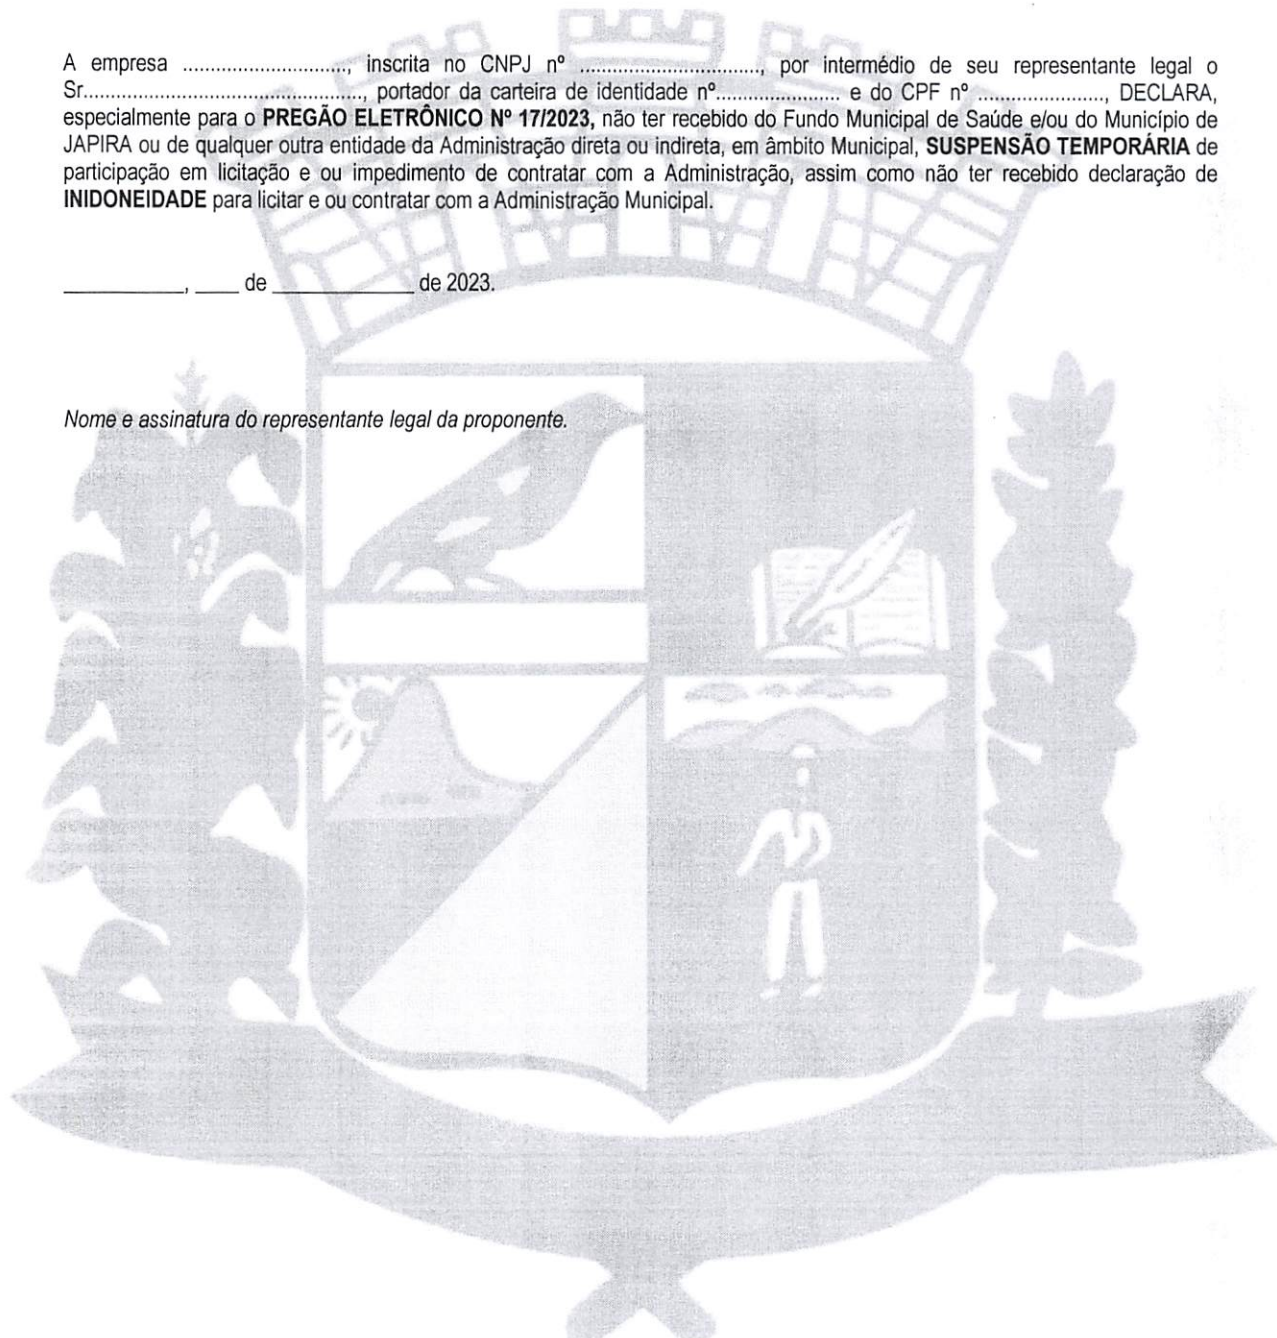 A empresa .............................., inscrita no CNPJ nº ................................., por intermédio de seu representante legal o
Sr..................................................., portador da carteira de identidade nº...................... e do CPF nº ......................., DECLARA,
especialmente para o PREGÃO ELETRÔNICO Nº 17/2023, não ter recebido do Fundo Municipal de Saúde e/ou do Município de
JAPIRA ou de qualquer outra entidade da Administração direta ou indireta, em âmbito Municipal, SUSPENSÃO TEMPORÁRIA de
participação em licitação e ou impedimento de contratar com a Administração, assim como não ter recebido declaração de
INIDONEIDADE para licitar e ou contratar com a Administração Municipal.
____________, ____ de ______________ de 2023.
Nome e assinatura do representante legal da proponente.